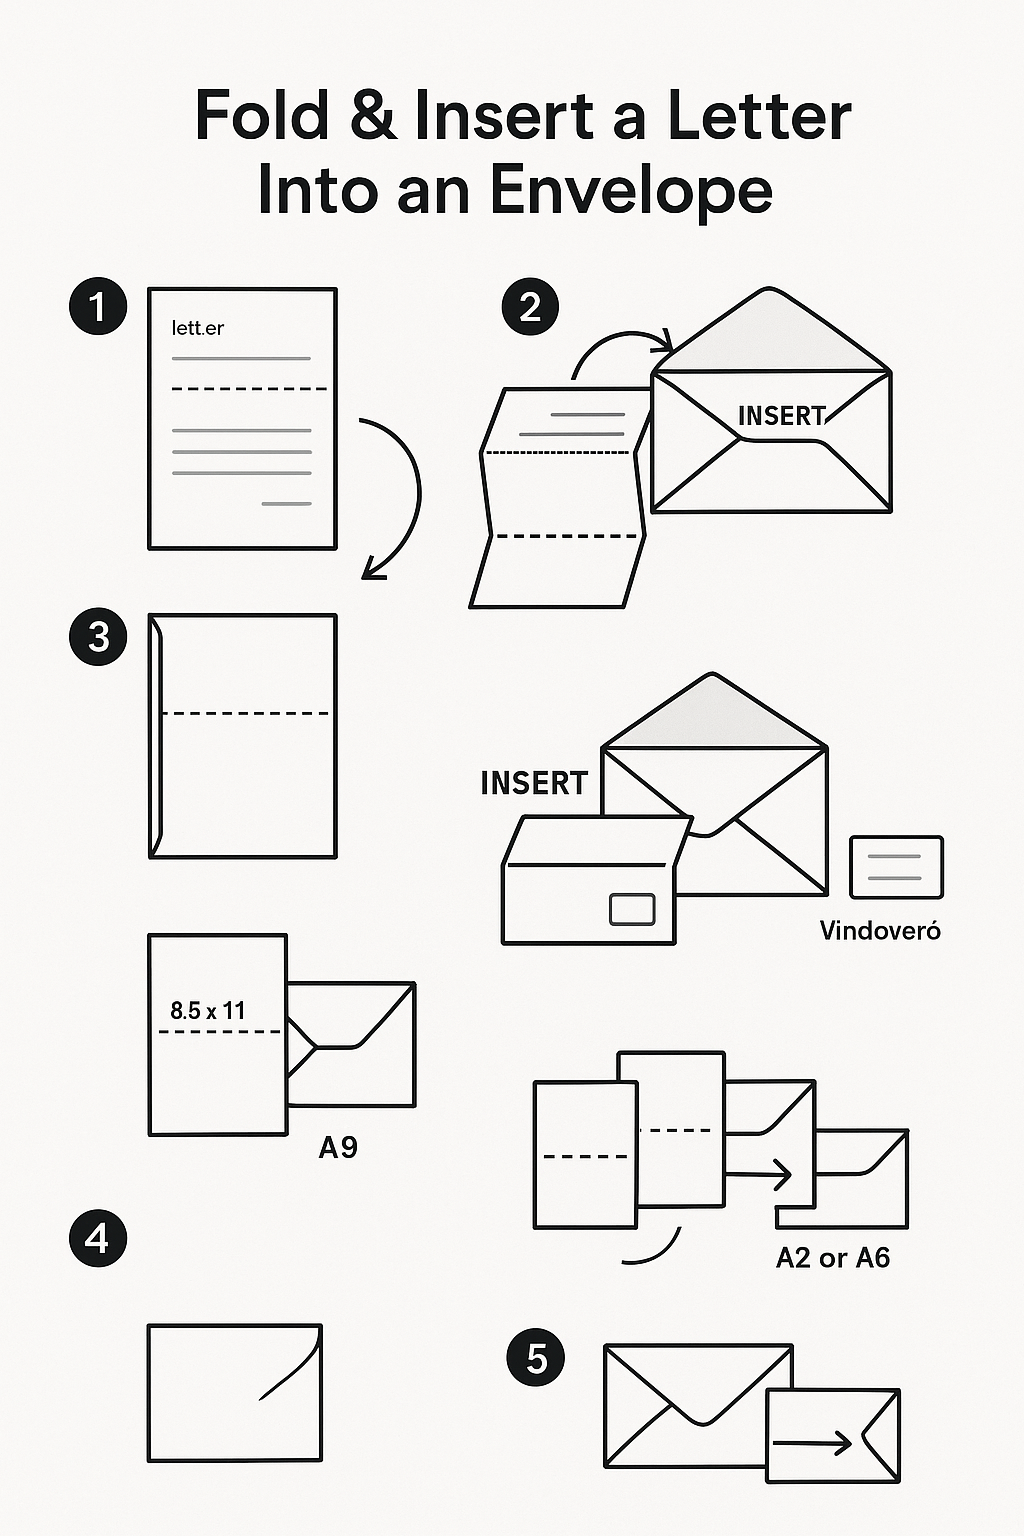 Fold & Insert a Letter
Into an Envelope
1
lett.er
2
INSERT
3
INSERT
Vindoveró
8.5 x 11
A9
A2 or A6
4
5